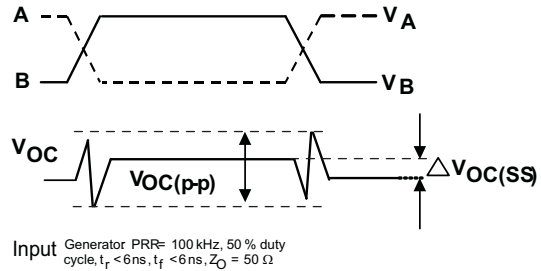 A
V_A
B
V_B
V_OC
V_OC(p-p)
△V_OC(SS)
Input Generator PRR= 100 kHz, 50 % duty
cycle, t_r <6ns, t_f <6ns, Z_O = 50 Ω